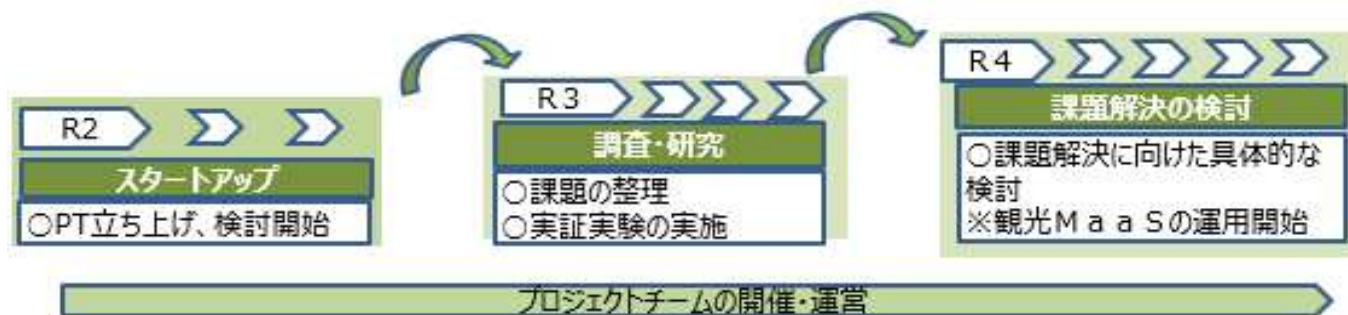 R2
スタートアップ
○PT立ち上げ、検討開始
R3
調査・研究
○課題の整理
○実証実験の実施
R4
課題解決の検討
○課題解決に向けた具体的な
検討
※観光MaaSの運用開始
プロジェクトチームの開催・運営